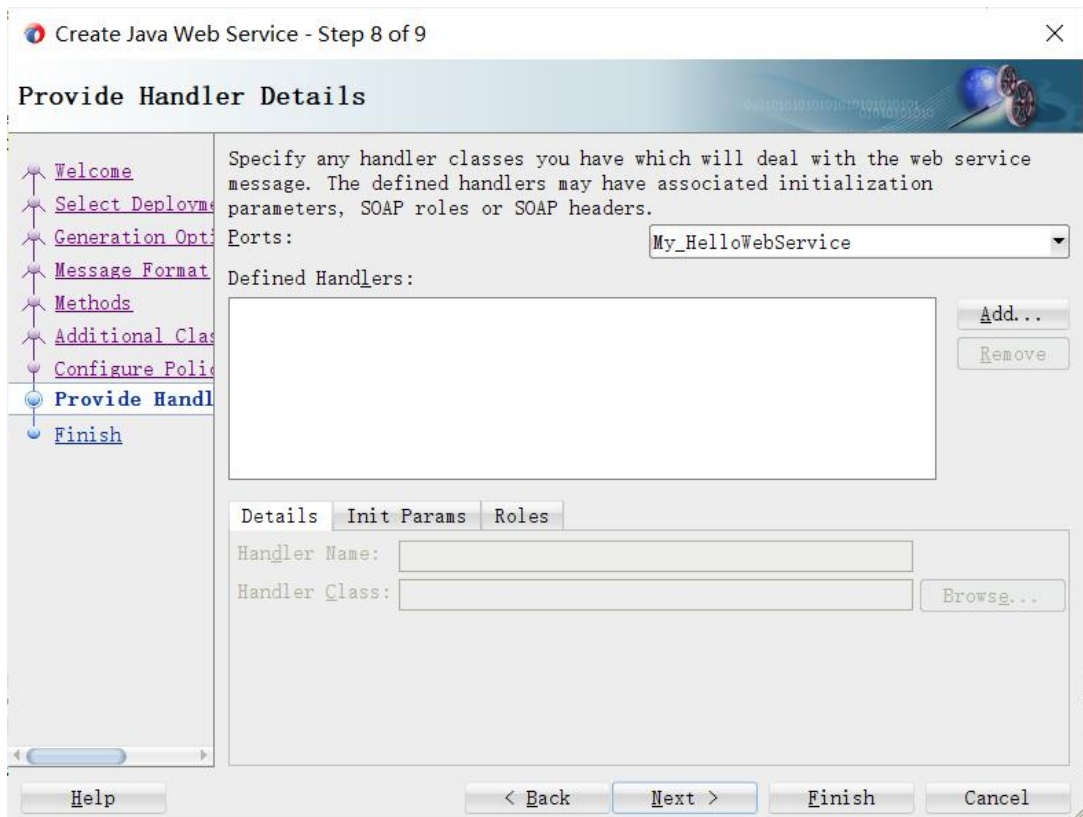 Create Java Web Service - Step 8 of 9
Provide Handler Details
Welcome
Select Deployme
Generation Opti
Message Format
Methods
Additional Clas
Configure Polic
Provide Handl
Finish
Specify any handler classes you have which will deal with the web service
message. The defined handlers may have associated initialization
parameters, SOAP roles or SOAP headers.
Ports: My_HelloWebService
Defined Handlers:
Add...
Remove
Details Init Params Roles
Handler Name:
Handler Class: Browse...
Help < Back Next > Finish Cancel